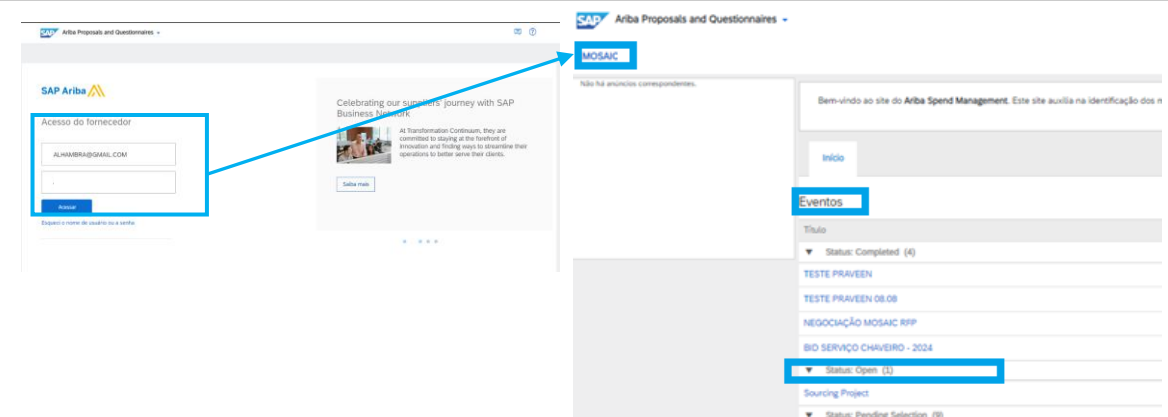 SAP Ariba Proposals and Questionnaires
SAP Ariba
Acesso do fornecedor
ALHAMBRA@GMAIL.COM
Acessar
Esqueci o nome de usuário ou a senha
Celebrating our suppliers' journey with SAP
Business Network
At Transformation Continuum, they are
committed to staying at the forefront of
innovation and finding ways to streamline their
operations to better serve their clients.
Saiba mais
SAP Ariba Proposals and Questionnaires
MOSAIC
Não há anúncios correspondentes.
Bem-vindo ao site do Ariba Spend Management. Este site auxilia na identificação dos
Início
Eventos
Título
Status: Completed (4)
TESTE PRAVEEN
TESTE PRAVEEN 08.08
NEGOCIAÇÃO MOSAIC RFP
BID SERVIÇO CHAVEIRO - 2024
Status: Open (1)
Sourcing Project
Status: Pending Selection (9)